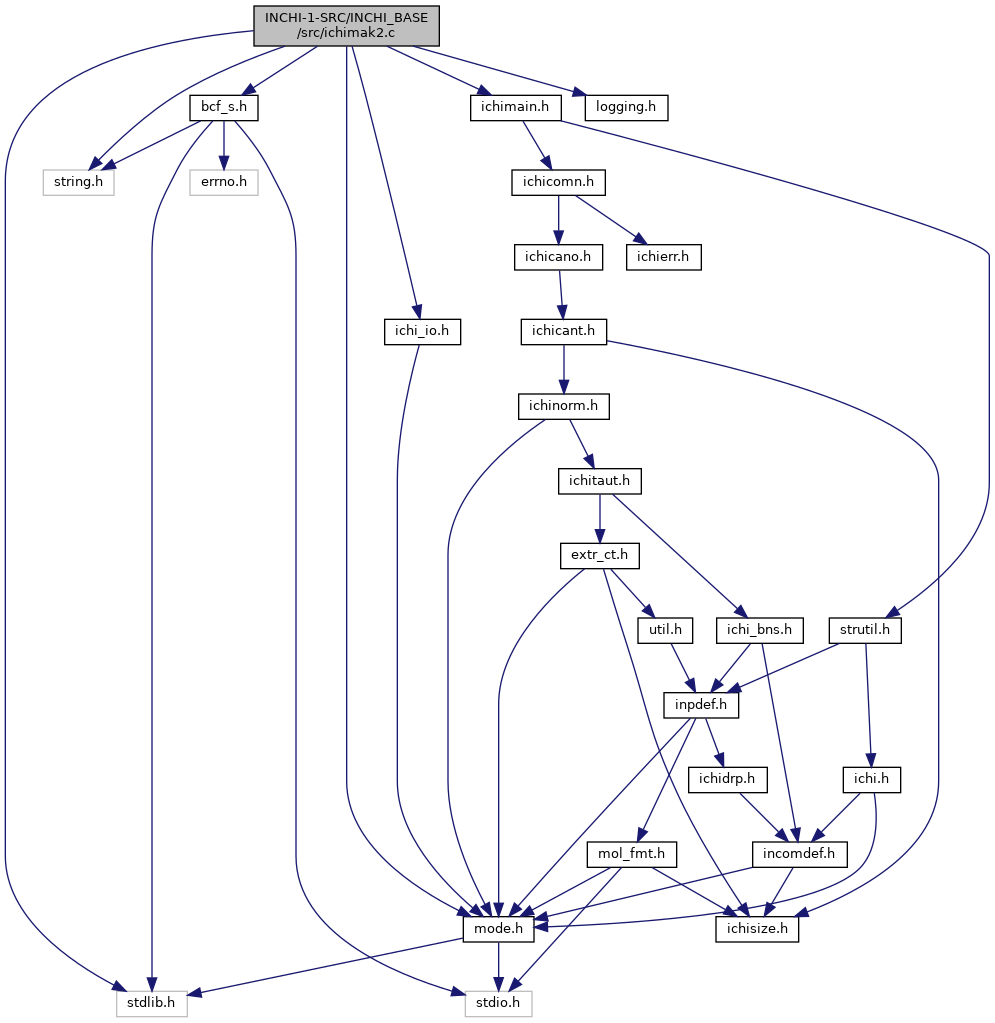 INCHI-1-SRC/INCHI_BASE
/src/ichimak2.c
bcf_s.h
ichimain.h
logging.h
string.h
errno.h
ichicomn.h
ichicano.h
ichierr.h
ichi_io.h
ichicant.h
ichinorm.h
ichitaut.h
extr_ct.h
util.h
ichi_bns.h
strutil.h
inpdef.h
ichidrp.h
ichi.h
mol_fmt.h
incomdef.h
mode.h
ichisize.h
stdlib.h
stdio.h